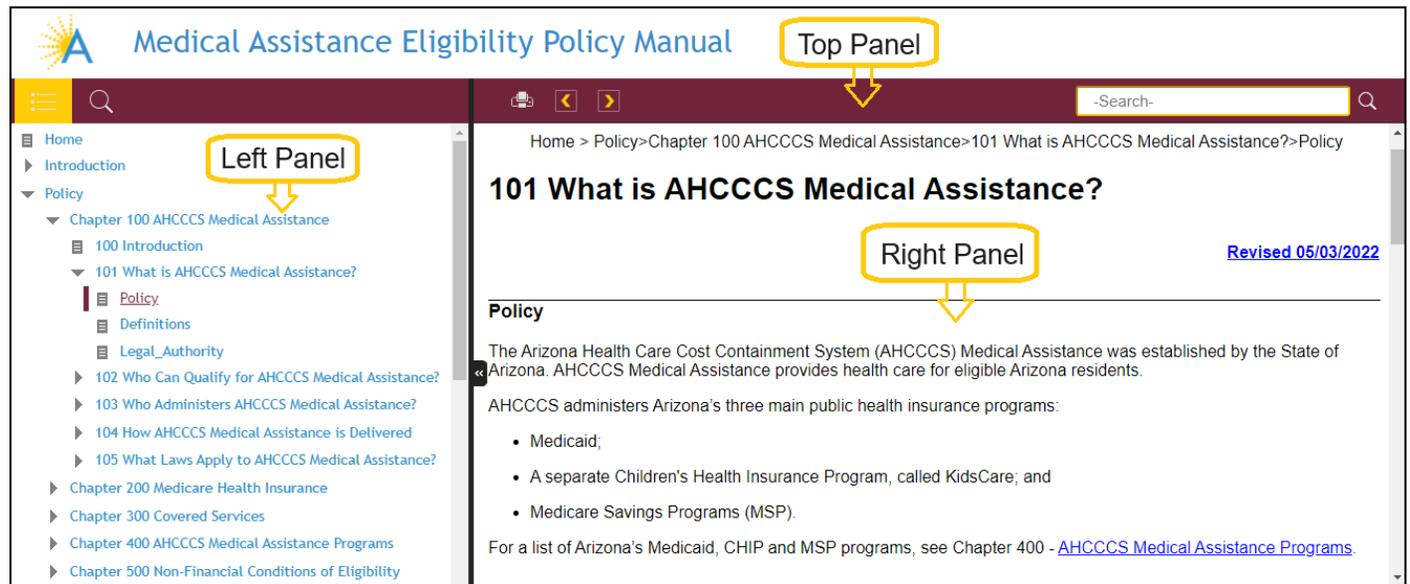 A Medical Assistance Eligibility Policy Manual
Top Panel
-Search-
Left Panel
Home
Introduction
Policy
Chapter 100 AHCCCS Medical Assistance
100 Introduction
101 What is AHCCCS Medical Assistance?
Policy
Definitions
Legal_Authority
102 Who Can Qualify for AHCCCS Medical Assistance?
103 Who Administers AHCCCS Medical Assistance?
104 How AHCCCS Medical Assistance is Delivered
105 What Laws Apply to AHCCCS Medical Assistance?
Chapter 200 Medicare Health Insurance
Chapter 300 Covered Services
Chapter 400 AHCCCS Medical Assistance Programs
Chapter 500 Non-Financial Conditions of Eligibility
Home > Policy>Chapter 100 AHCCCS Medical Assistance>101 What is AHCCCS Medical Assistance?>Policy
101 What is AHCCCS Medical Assistance?
Right Panel
Revised 05/03/2022
Policy
The Arizona Health Care Cost Containment System (AHCCCS) Medical Assistance was established by the State of
Arizona. AHCCCS Medical Assistance provides health care for eligible Arizona residents.
AHCCCS administers Arizona's three main public health insurance programs:
• Medicaid;
• A separate Children's Health Insurance Program, called KidsCare; and
• Medicare Savings Programs (MSP).
For a list of Arizona's Medicaid, CHIP and MSP programs, see Chapter 400 - AHCCCS Medical Assistance Programs.